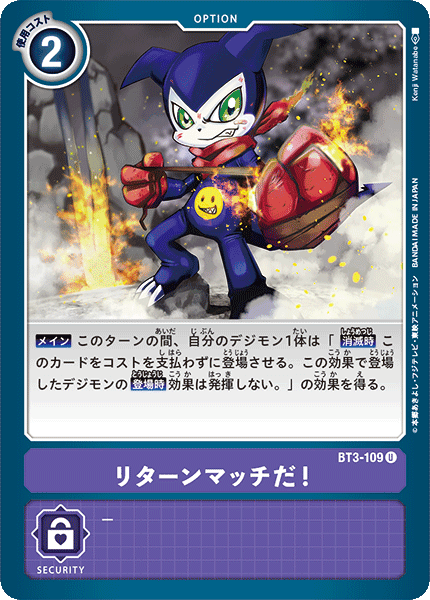 OPTION
使用コスト
2
Kenji Watanabe
メイン このターンの間、自分のデジモン1体は「 消滅時 こ
のカードをコストを支払わずに登場させる。この効果で登場
したデジモンの 登場時 効果は発揮しない。」の効果を得る。
©本郷あきよし・フジテレビ・東映アニメーション BANDAI MADE IN JAPAN
BT3-109 U
リターンマッチだ!
ー
SECURITY